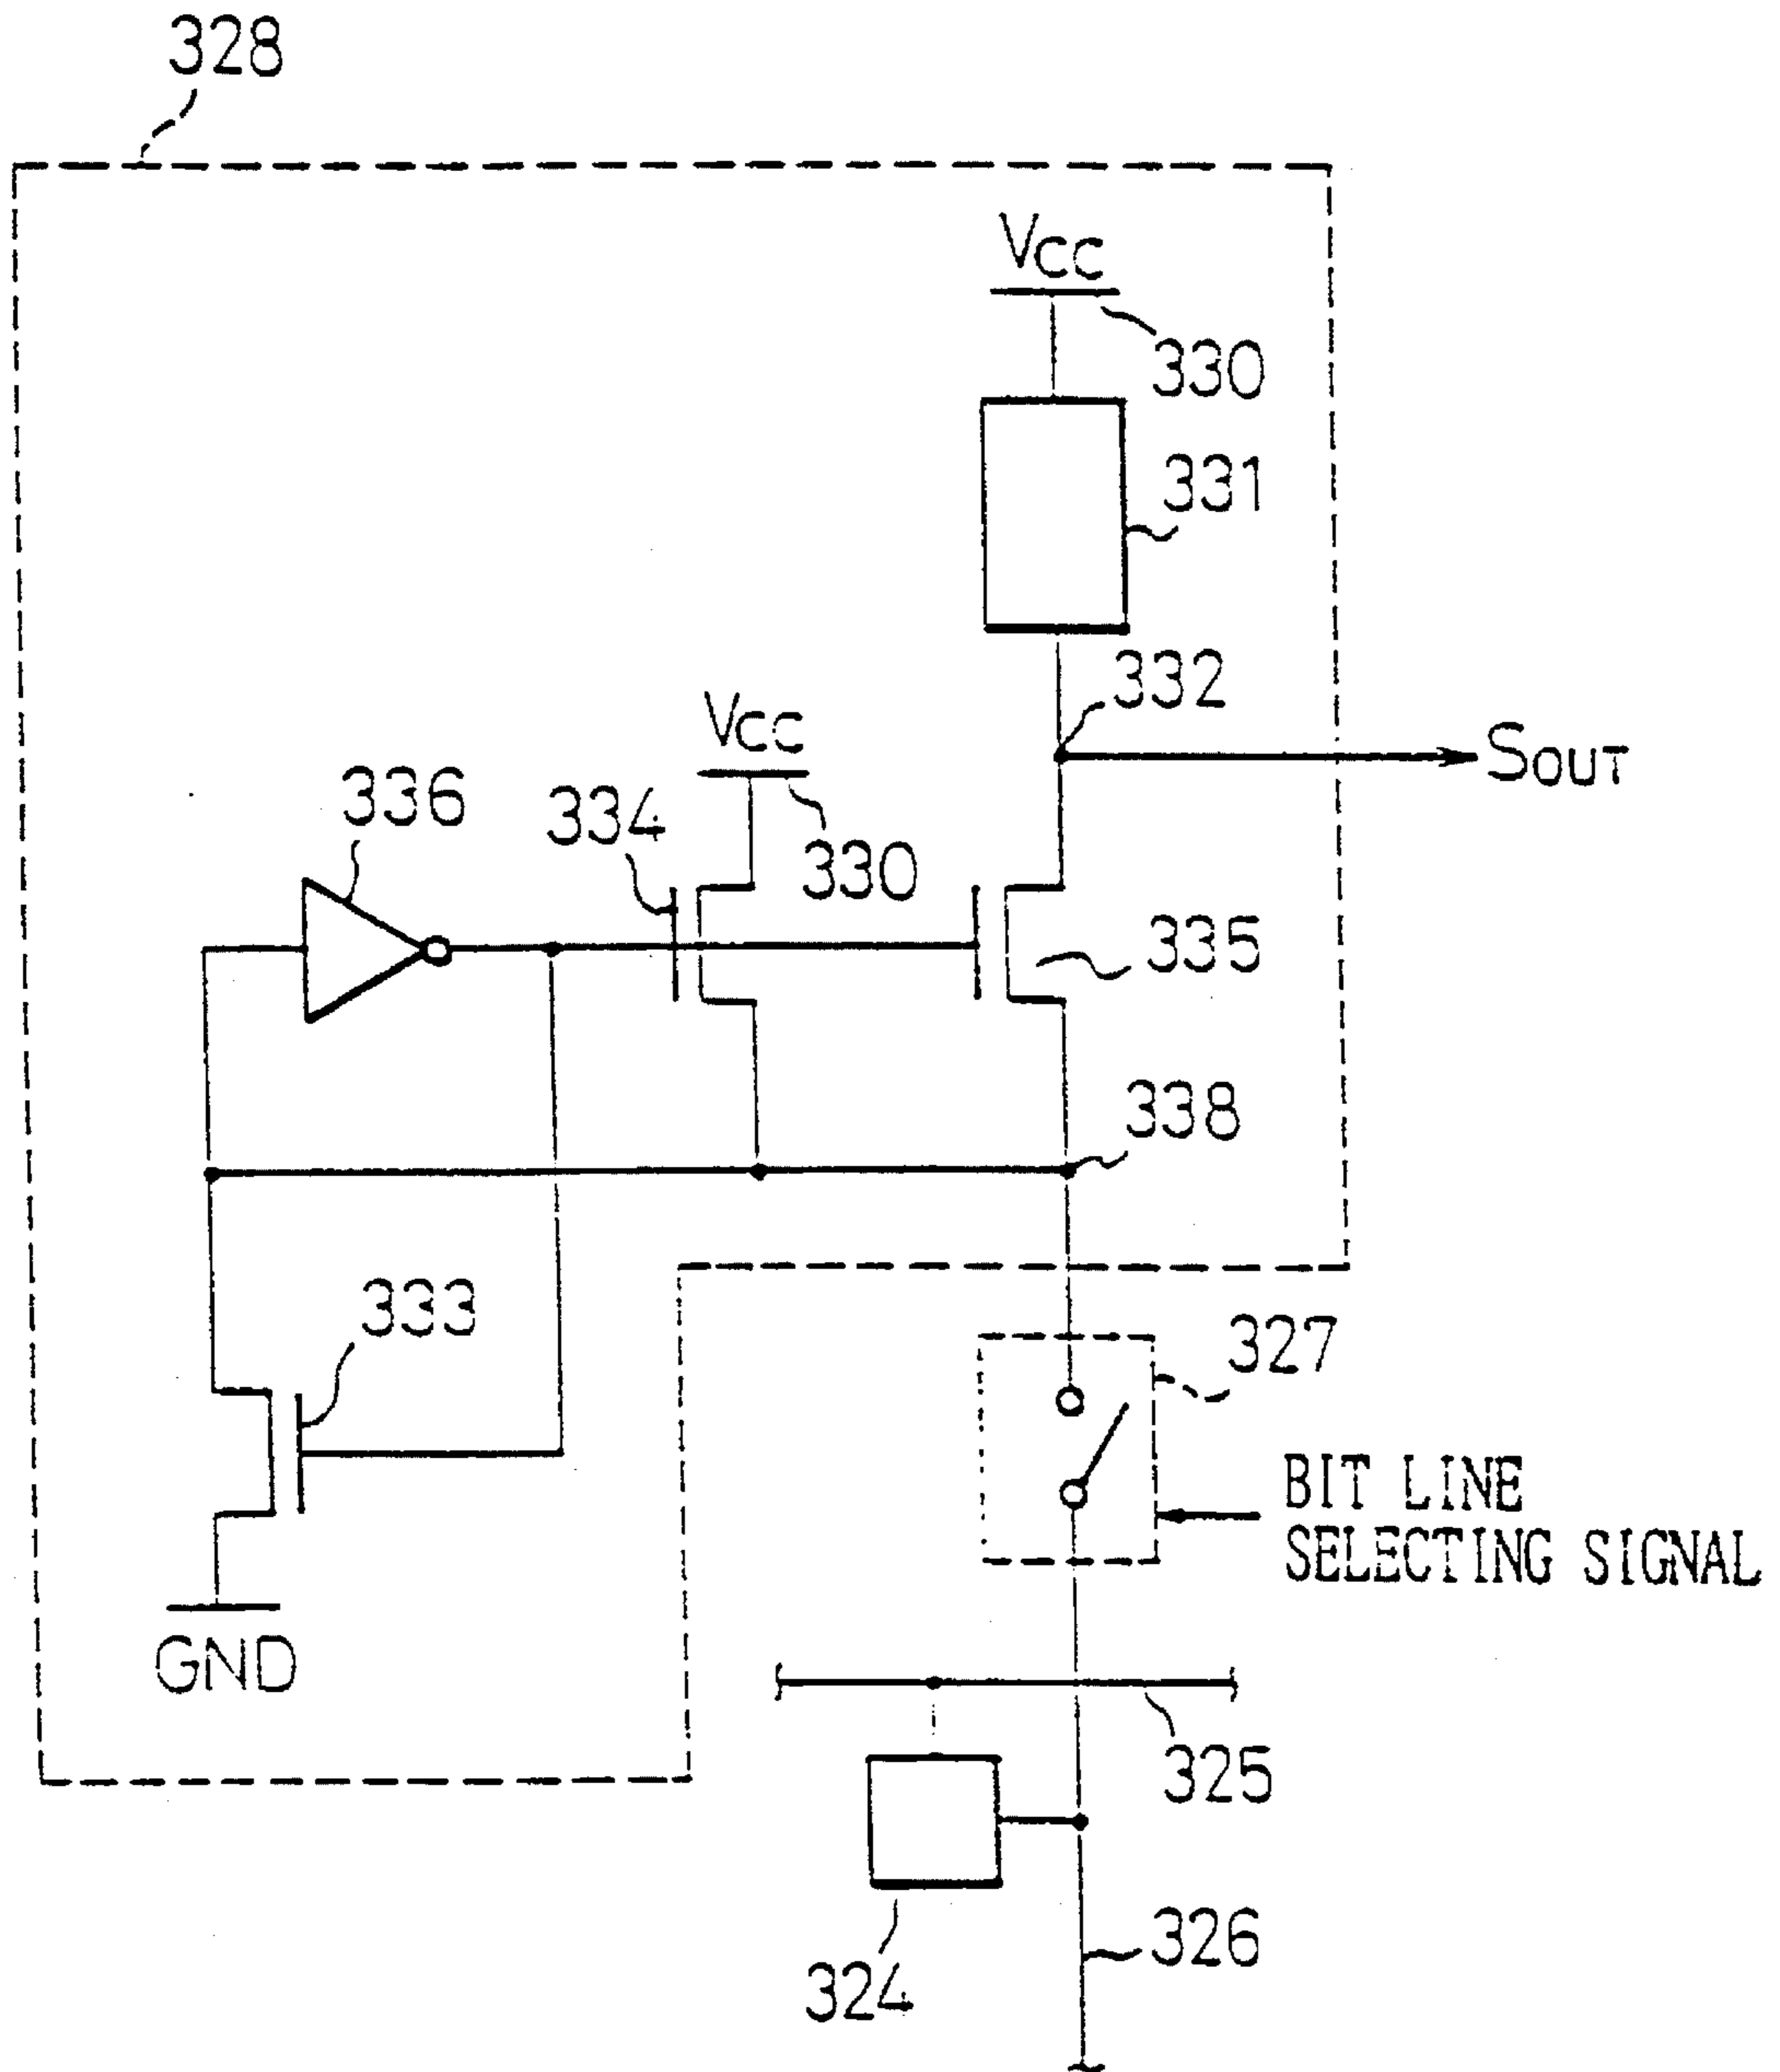 328
Vcc
330
331
332
Vcc
SOUT
336
334
330
335
338
333
327
BIT LINE
SELECTING SIGNAL
GND
325
326
324